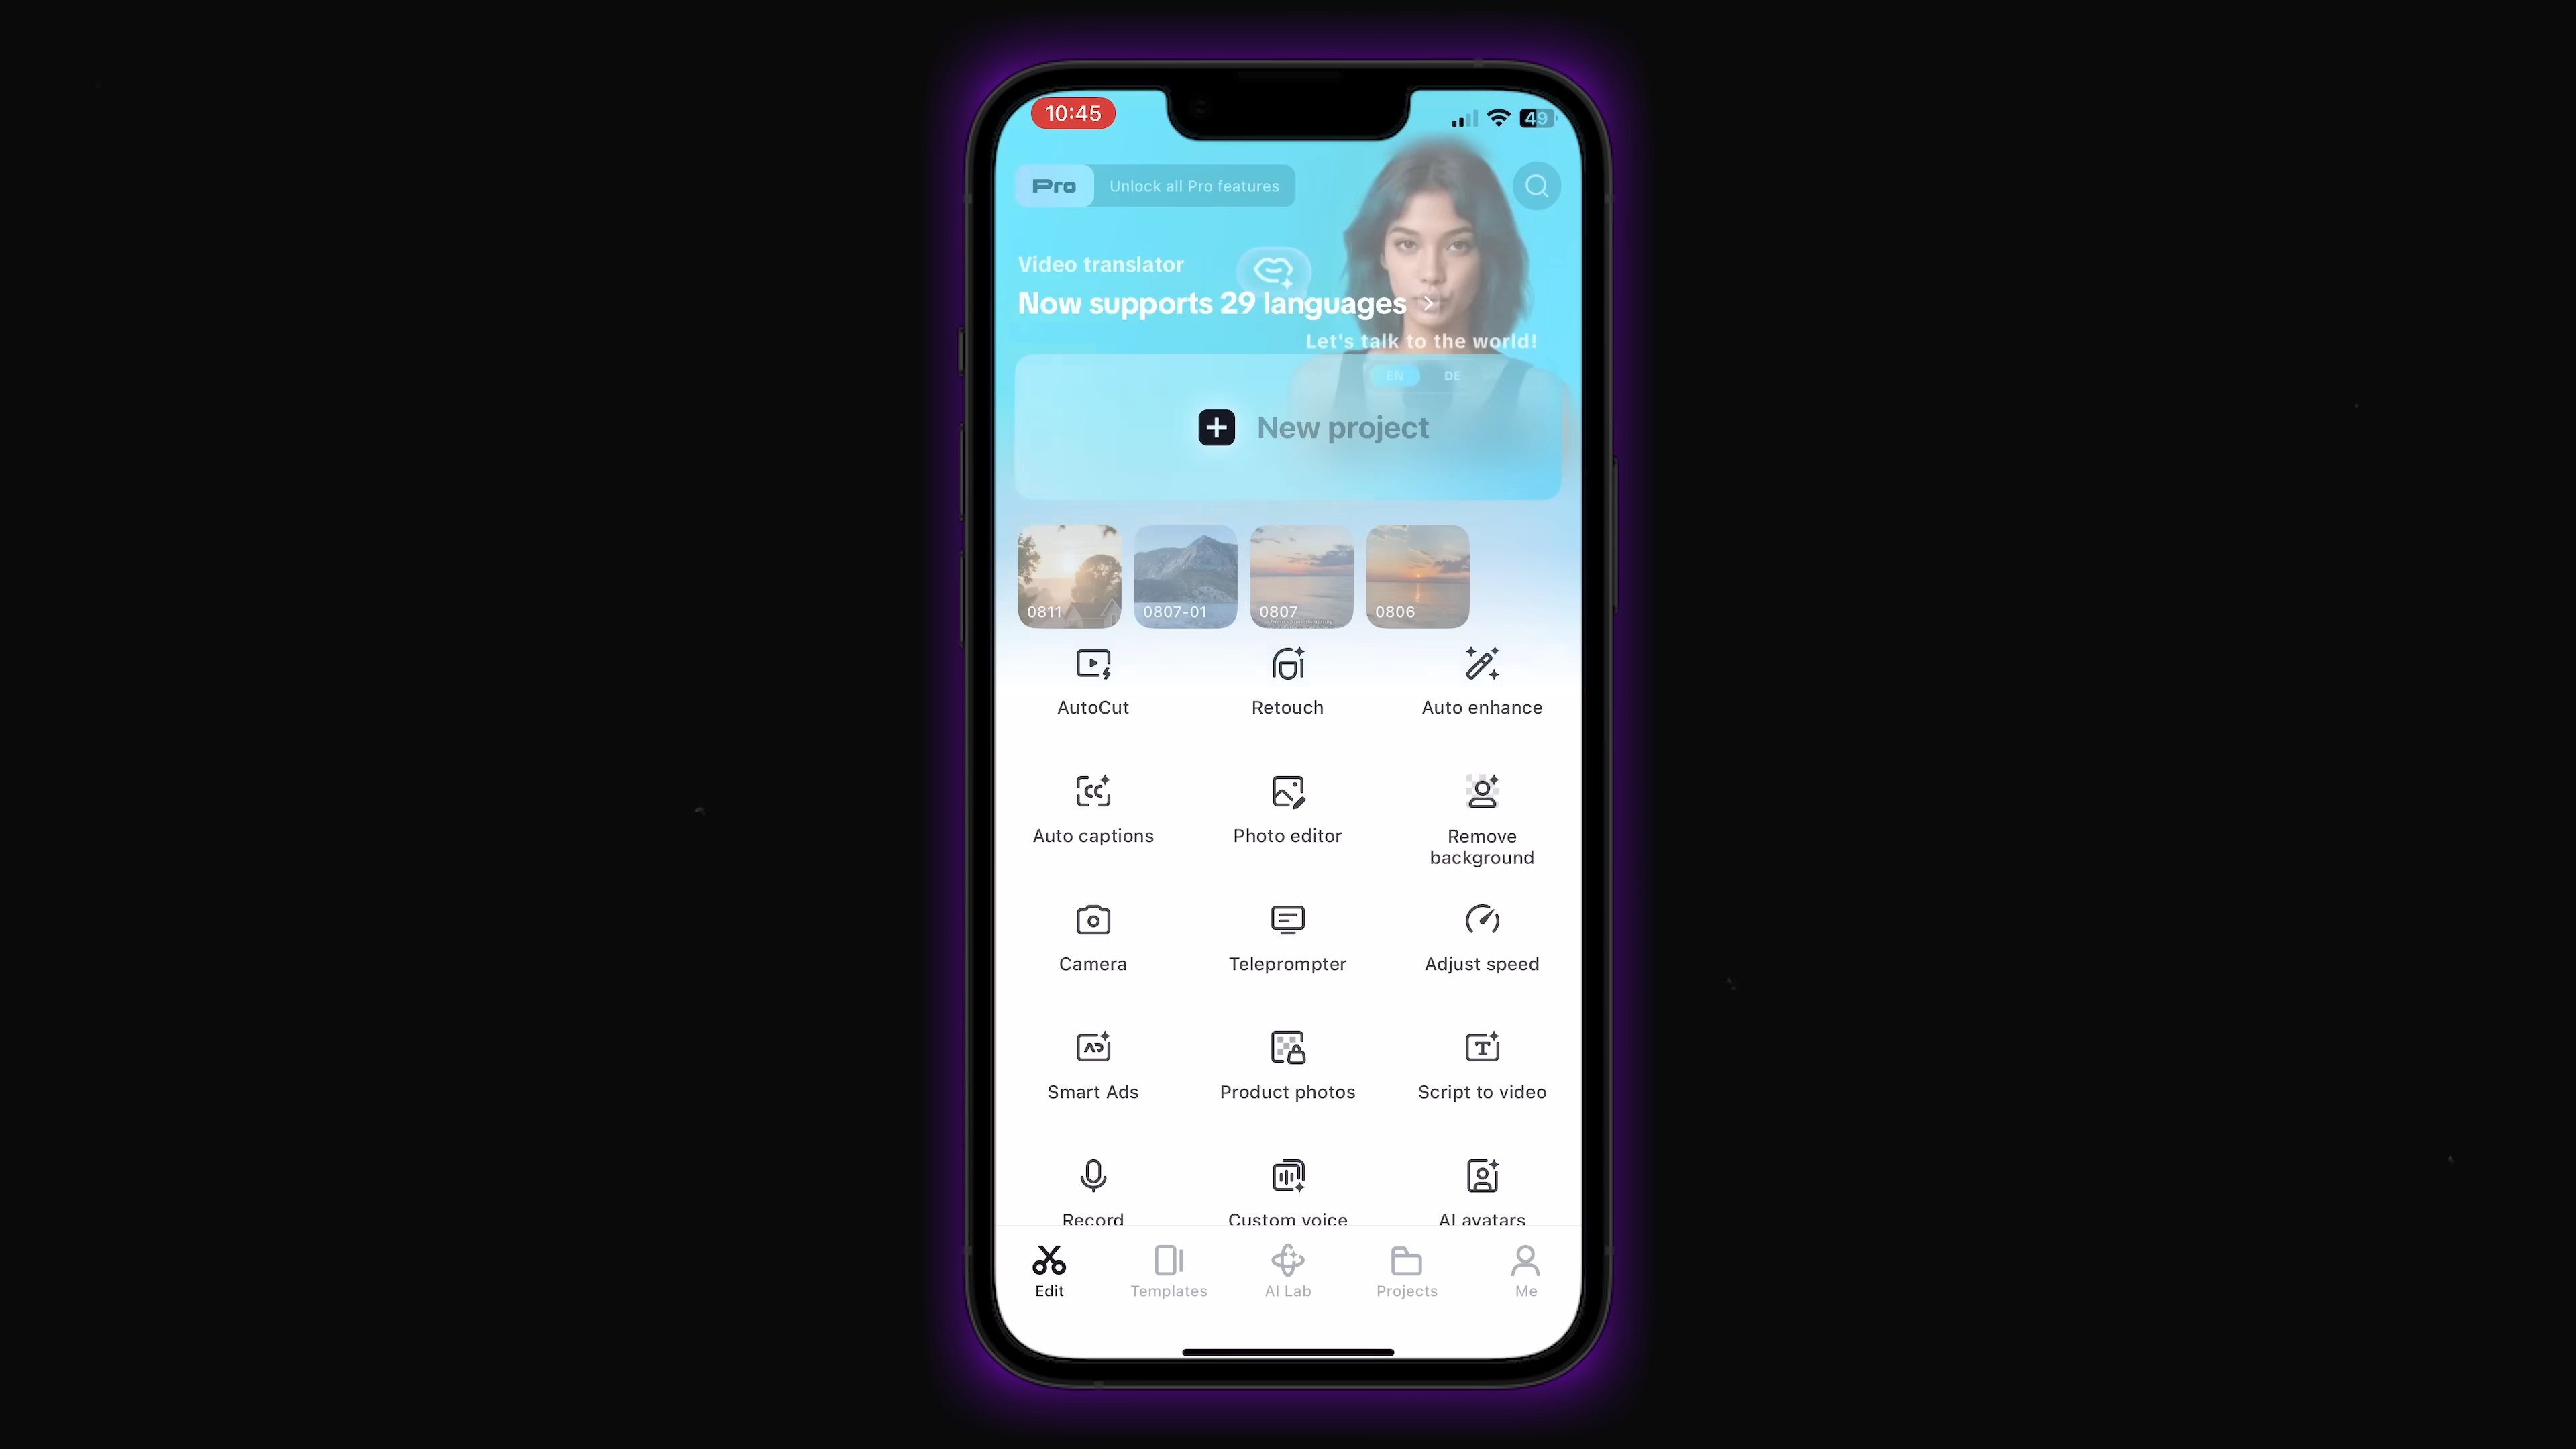 10:45
49
Pro
Unlock all Pro features
Video translator
Now supports 29 languages
Let's talk to the world!
EN
DE
New project
0811
0807-01
0807
0806
AutoCut
Retouch
Auto enhance
CC
Auto captions
Photo editor
Remove
background
Camera
Teleprompter
Adjust speed
AD
T
Smart Ads
Product photos
Script to video
Record
Custom voice
AI avatars
Edit
Templates
AI Lab
Projects
Me